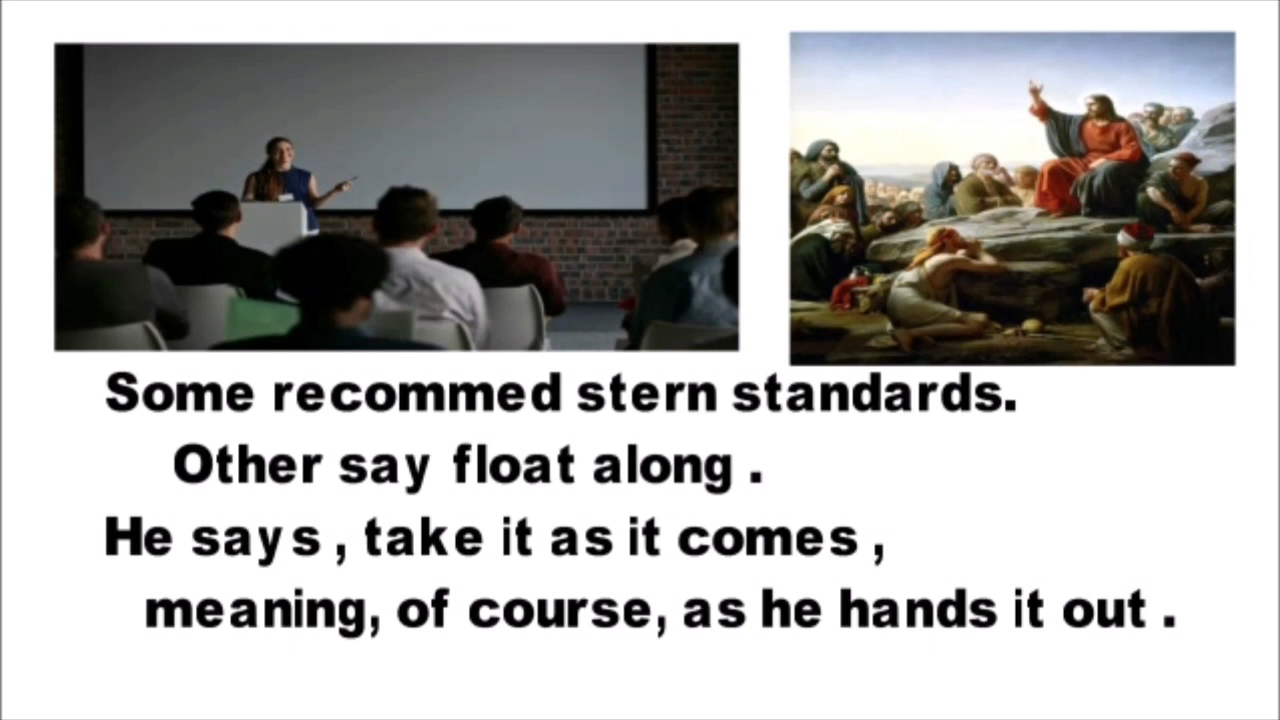 Some recommed stern standards.
Other say float along .
He says , take it as it comes ,
meaning, of course, as he hands it out .